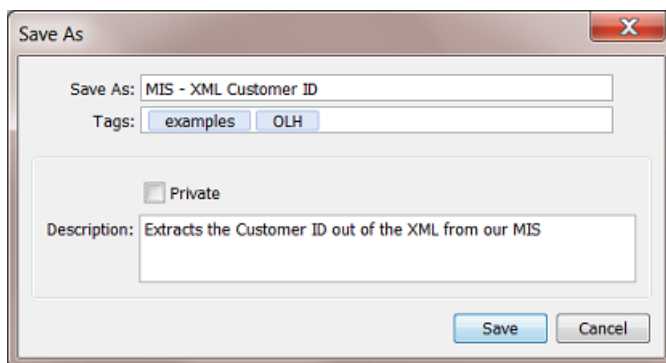 Save As
Save As: MIS - XML Customer ID
Tags: examples OLH
Private
Description: Extracts the Customer ID out of the XML from our MIS
Save Cancel